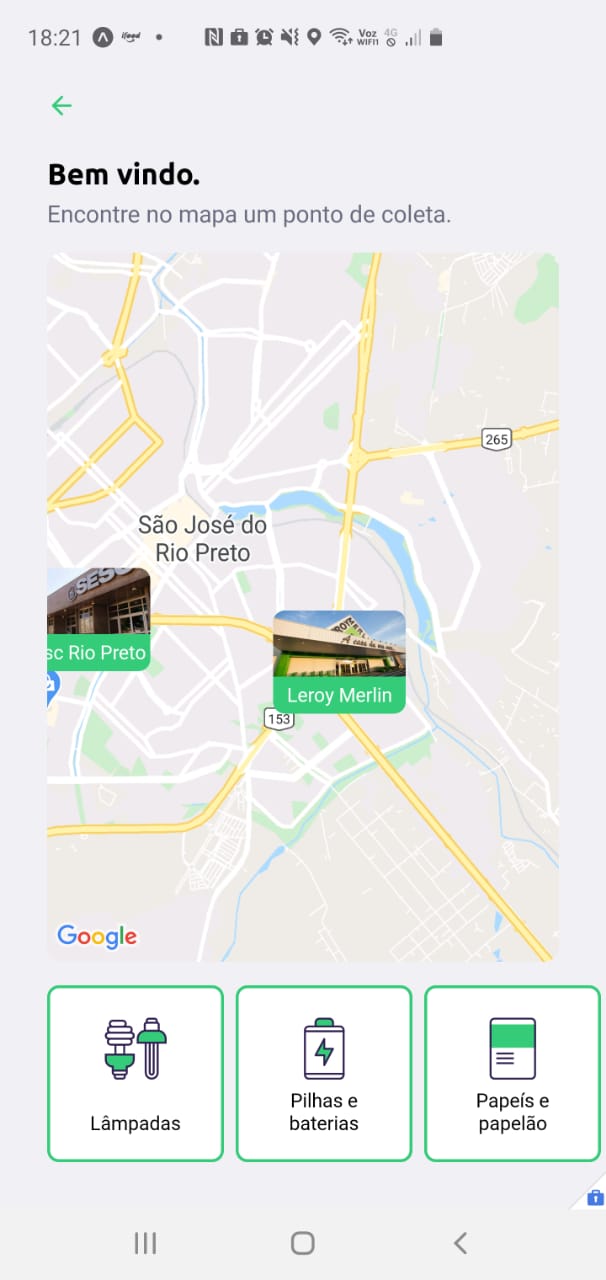 18:21
ifood
Voz
WIFI1
4G
Bem vindo.
Encontre no mapa um ponto de coleta.
265
São José do
Rio Preto
SESC
sc Rio Preto
Leroy Merlin
153
Google
Lâmpadas
Pilhas e
baterias
Papeís e
papelão